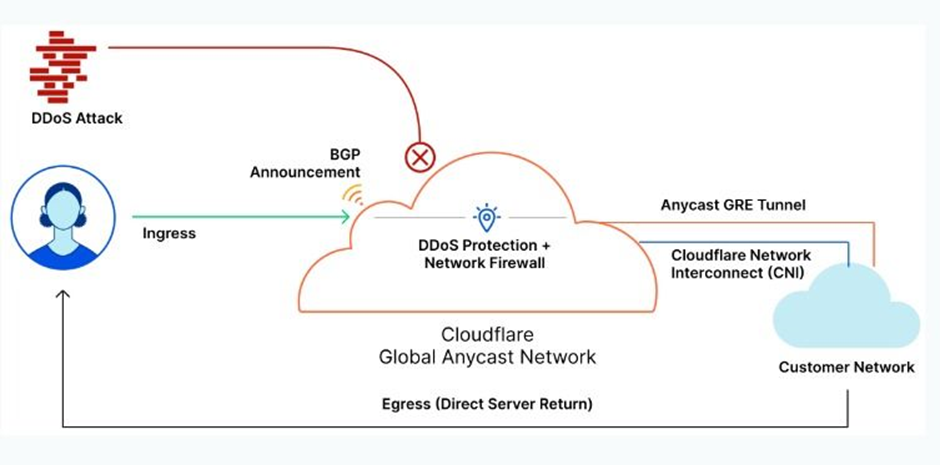 DDoS Attack
BGP
Announcement
Ingress
DDoS Protection +
Network Firewall
Anycast GRE Tunnel
Cloudflare Network
Interconnect (CNI)
Cloudflare
Global Anycast Network
Customer Network
Egress (Direct Server Return)